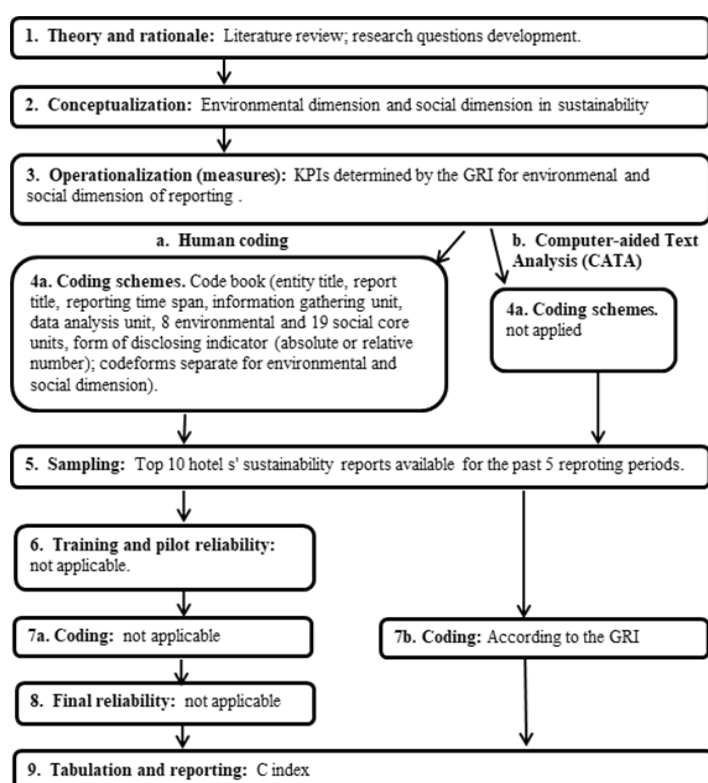 1. Theory and rationale: Literature review; research questions development.
2. Conceptualization: Environmental dimension and social dimension in sustainability
3. Operationalization (measures): KPIs determined by the GRI for environmenal and
social dimension of reporting .
a. Human coding
b. Computer-aided Text
Analysis (CATA)
4a. Coding schemes. Code book (entity title, report
title, reporting time span, information gathering unit,
data analysis unit, 8 environmental and 19 social core
units, form of disclosing indicator (absolute or relative
number); codeforms separate for environmental and
social dimension).
4a. Coding schemes.
not applied
5. Sampling: Top 10 hotel s' sustainability reports available for the past 5 reproting periods.
6. Training and pilot reliability:
not applicable.
7a. Coding: not applicable
7b. Coding: According to the GRI
8. Final reliability: not applicable
9. Tabulation and reporting: C index